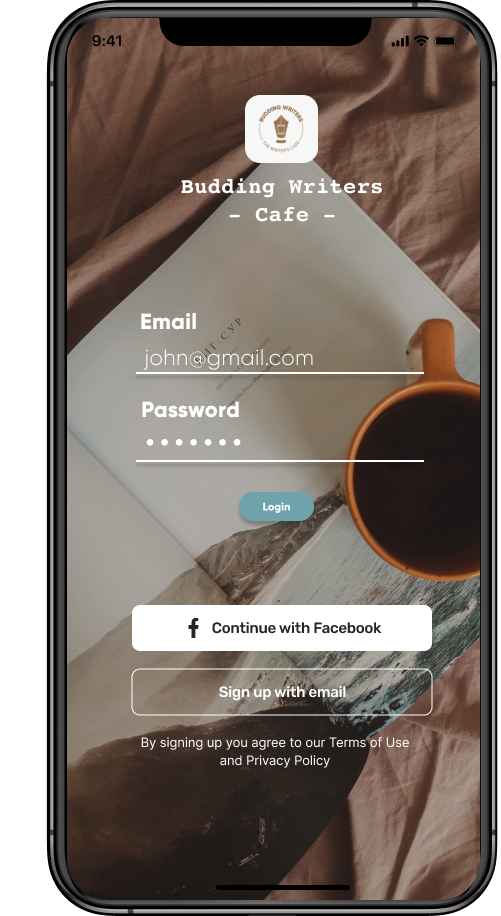 9:41
BUDDING WRITERS
THE WRITER'S CAFE
Budding Writers
- Cafe -
Email
john@gmail.com
Password
Login
Continue with Facebook
Sign up with email
By signing up you agree to our Terms of Use
and Privacy Policy